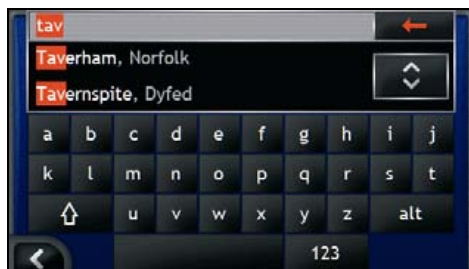 tav
Taverham, Norfolk
Tavernspite, Dyfed
a b c d e f g h i j
k l m n o p q r s t
u v w x y z alt
123